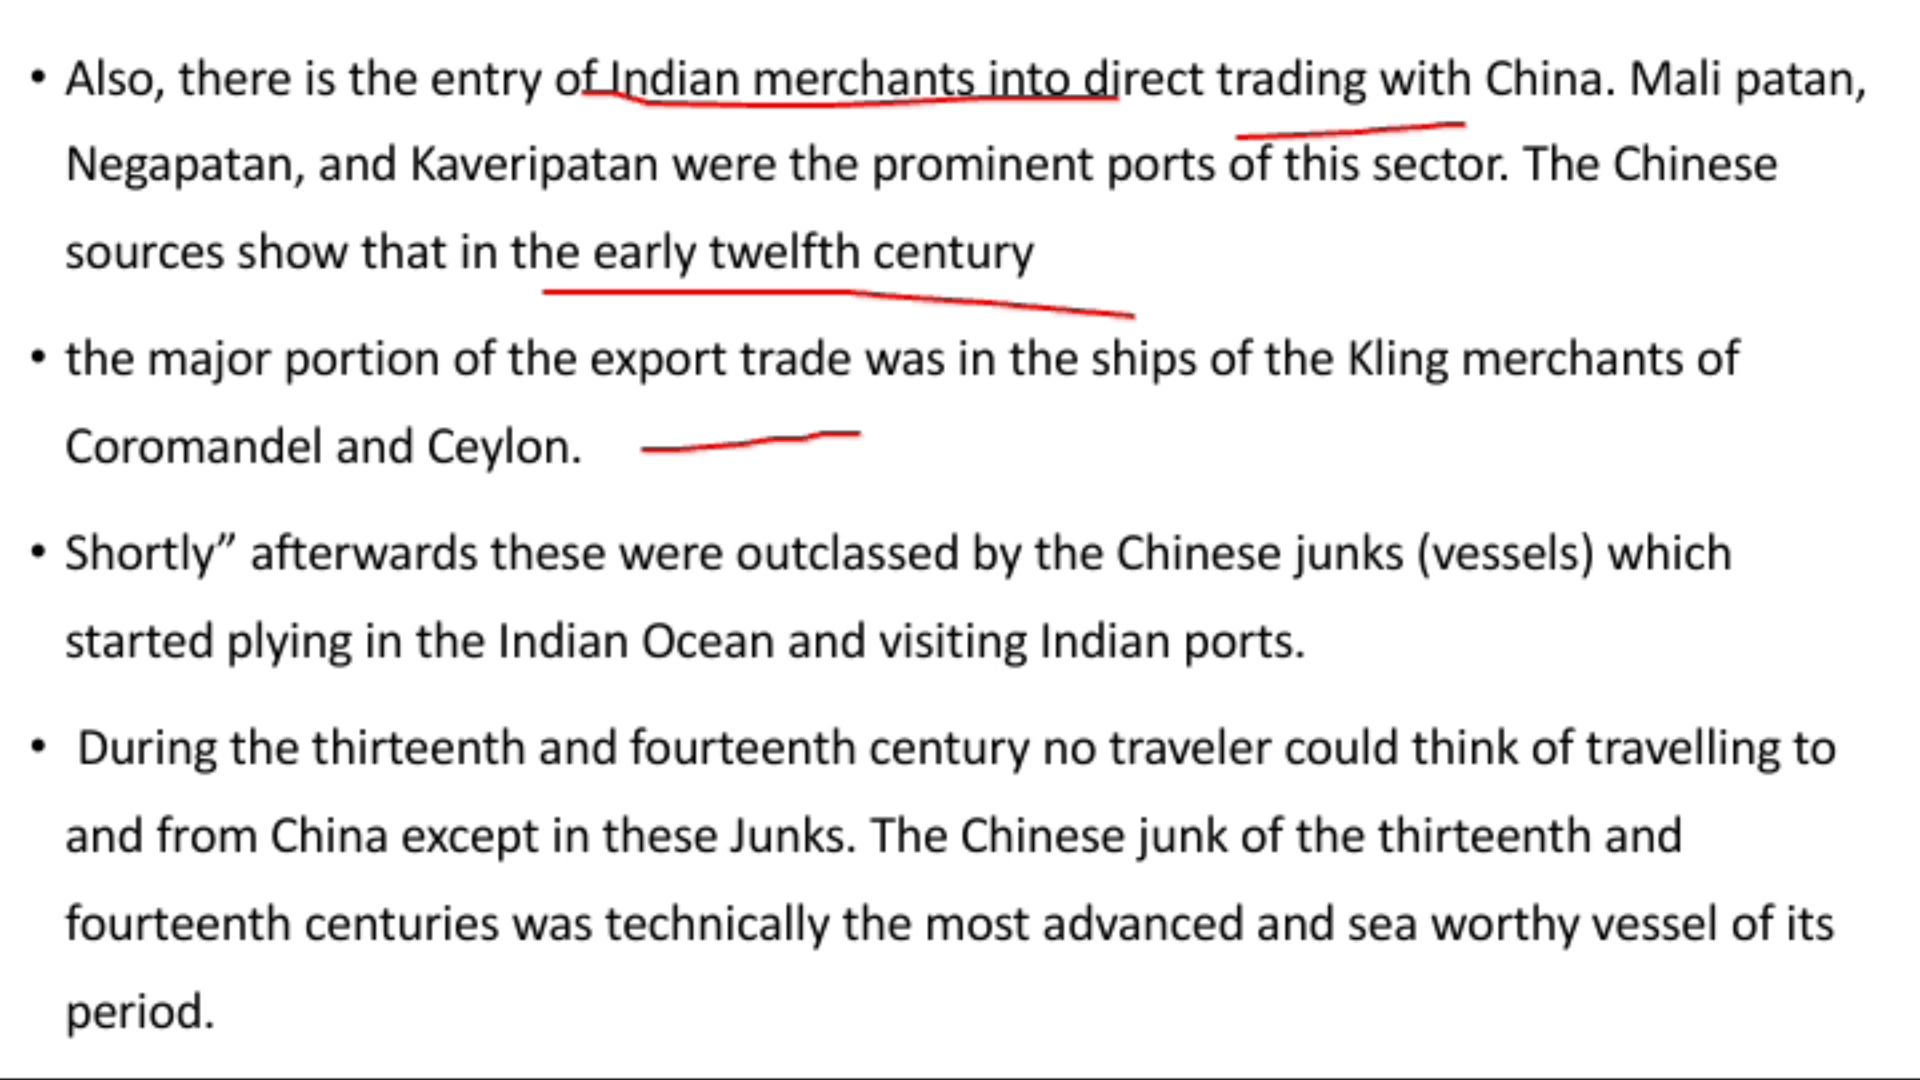 • Also, there is the entry of Indian merchants into direct trading with China. Mali patan,
Negapatan, and Kaveripatan were the prominent ports of this sector. The Chinese
sources show that in the early twelfth century
• the major portion of the export trade was in the ships of the Kling merchants of
Coromandel and Ceylon.
• Shortly” afterwards these were outclassed by the Chinese junks (vessels) which
started plying in the Indian Ocean and visiting Indian ports.
• During the thirteenth and fourteenth century no traveler could think of travelling to
and from China except in these Junks. The Chinese junk of the thirteenth and
fourteenth centuries was technically the most advanced and sea worthy vessel of its
period.